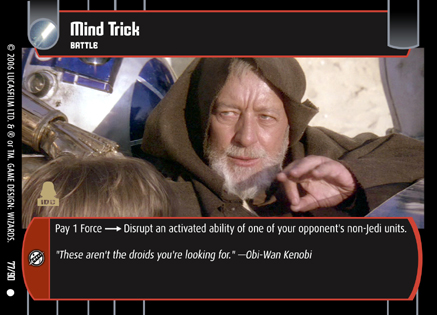 Mind Trick
BATTLE
Pay 1 Force → Disrupt an activated ability of one of your opponent's non-Jedi units.
"These aren't the droids you're looking for." —Obi-Wan Kenobi
© 2006 LUCASFILM LTD. & ® or TM. GAME DESIGN: WIZARDS. 77/90